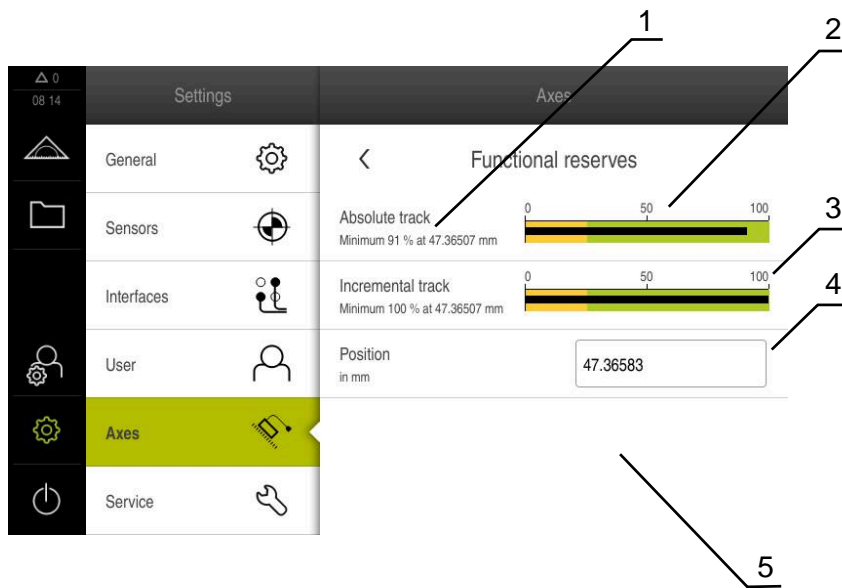 1
2
0
08 14
Settings
Axes
General
Functional reserves
Absolute track
Minimum 91 % at 47.36507 mm
0 50 100
3
Sensors
Incremental track
Minimum 100 % at 47.36507 mm
0 50 100
4
Interfaces
Position
in mm
47.36583
User
Axes
Service
5